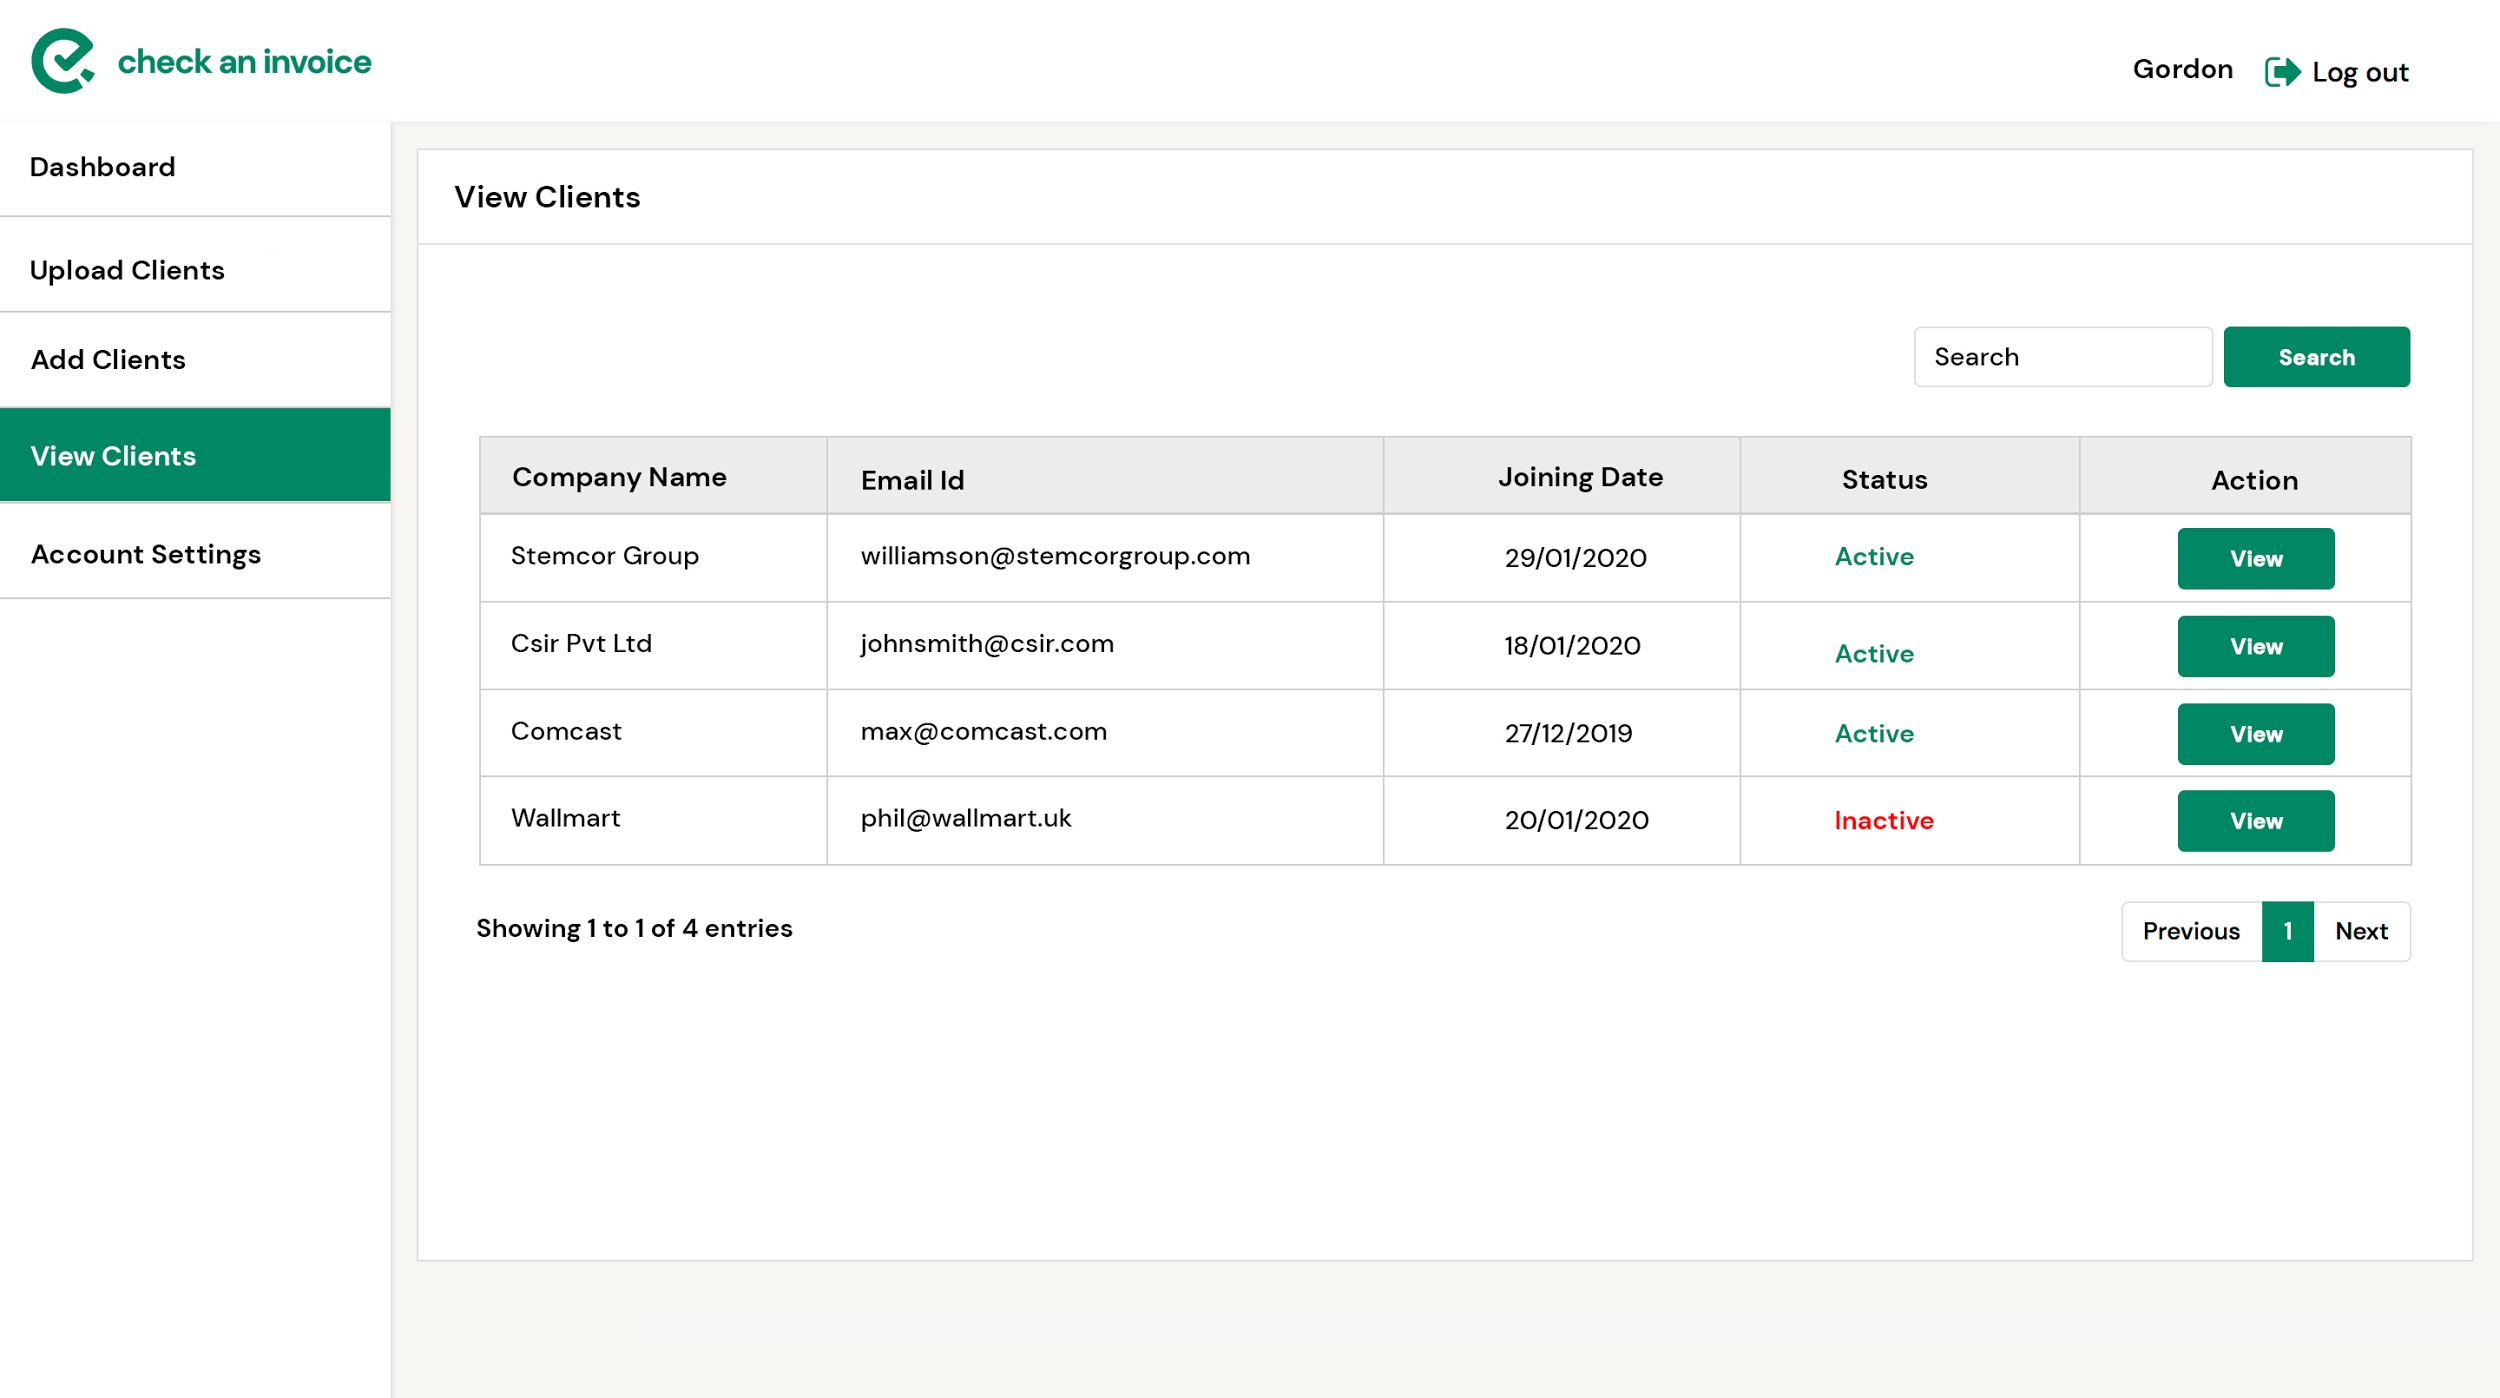 check an invoice
Gordon Log out
Dashboard
Upload Clients
Add Clients
View Clients
Account Settings
View Clients
Search Search
Company Name Email Id Joining Date Status Action
Stemcor Group williamson@stemcorgroup.com 29/01/2020 Active View
Csir Pvt Ltd johnsmith@csir.com 18/01/2020 Active View
Comcast max@comcast.com 27/12/2019 Active View
Wallmart phil@wallmart.uk 20/01/2020 Inactive View
Showing 1 to 1 of 4 entries
Previous 1 Next